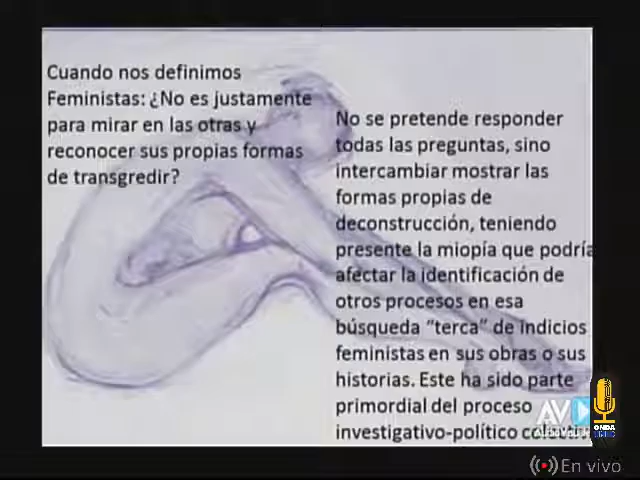 Cuando nos definimos
Feministas: ¿No es justamente
para mirar en las otras y
reconocer sus propias formas
de transgredir?
No se pretende responder
todas las preguntas, sino
intercambiar mostrar las
formas propias de
deconstrucción, teniendo
presente la miopía que podría
afectar la identificación de
otros procesos en esa
búsqueda “terca” de indicios
feministas en sus obras o sus
historias. Este ha sido parte
primordial del proceso
investigativo-político
AV
ONDA
En vivo